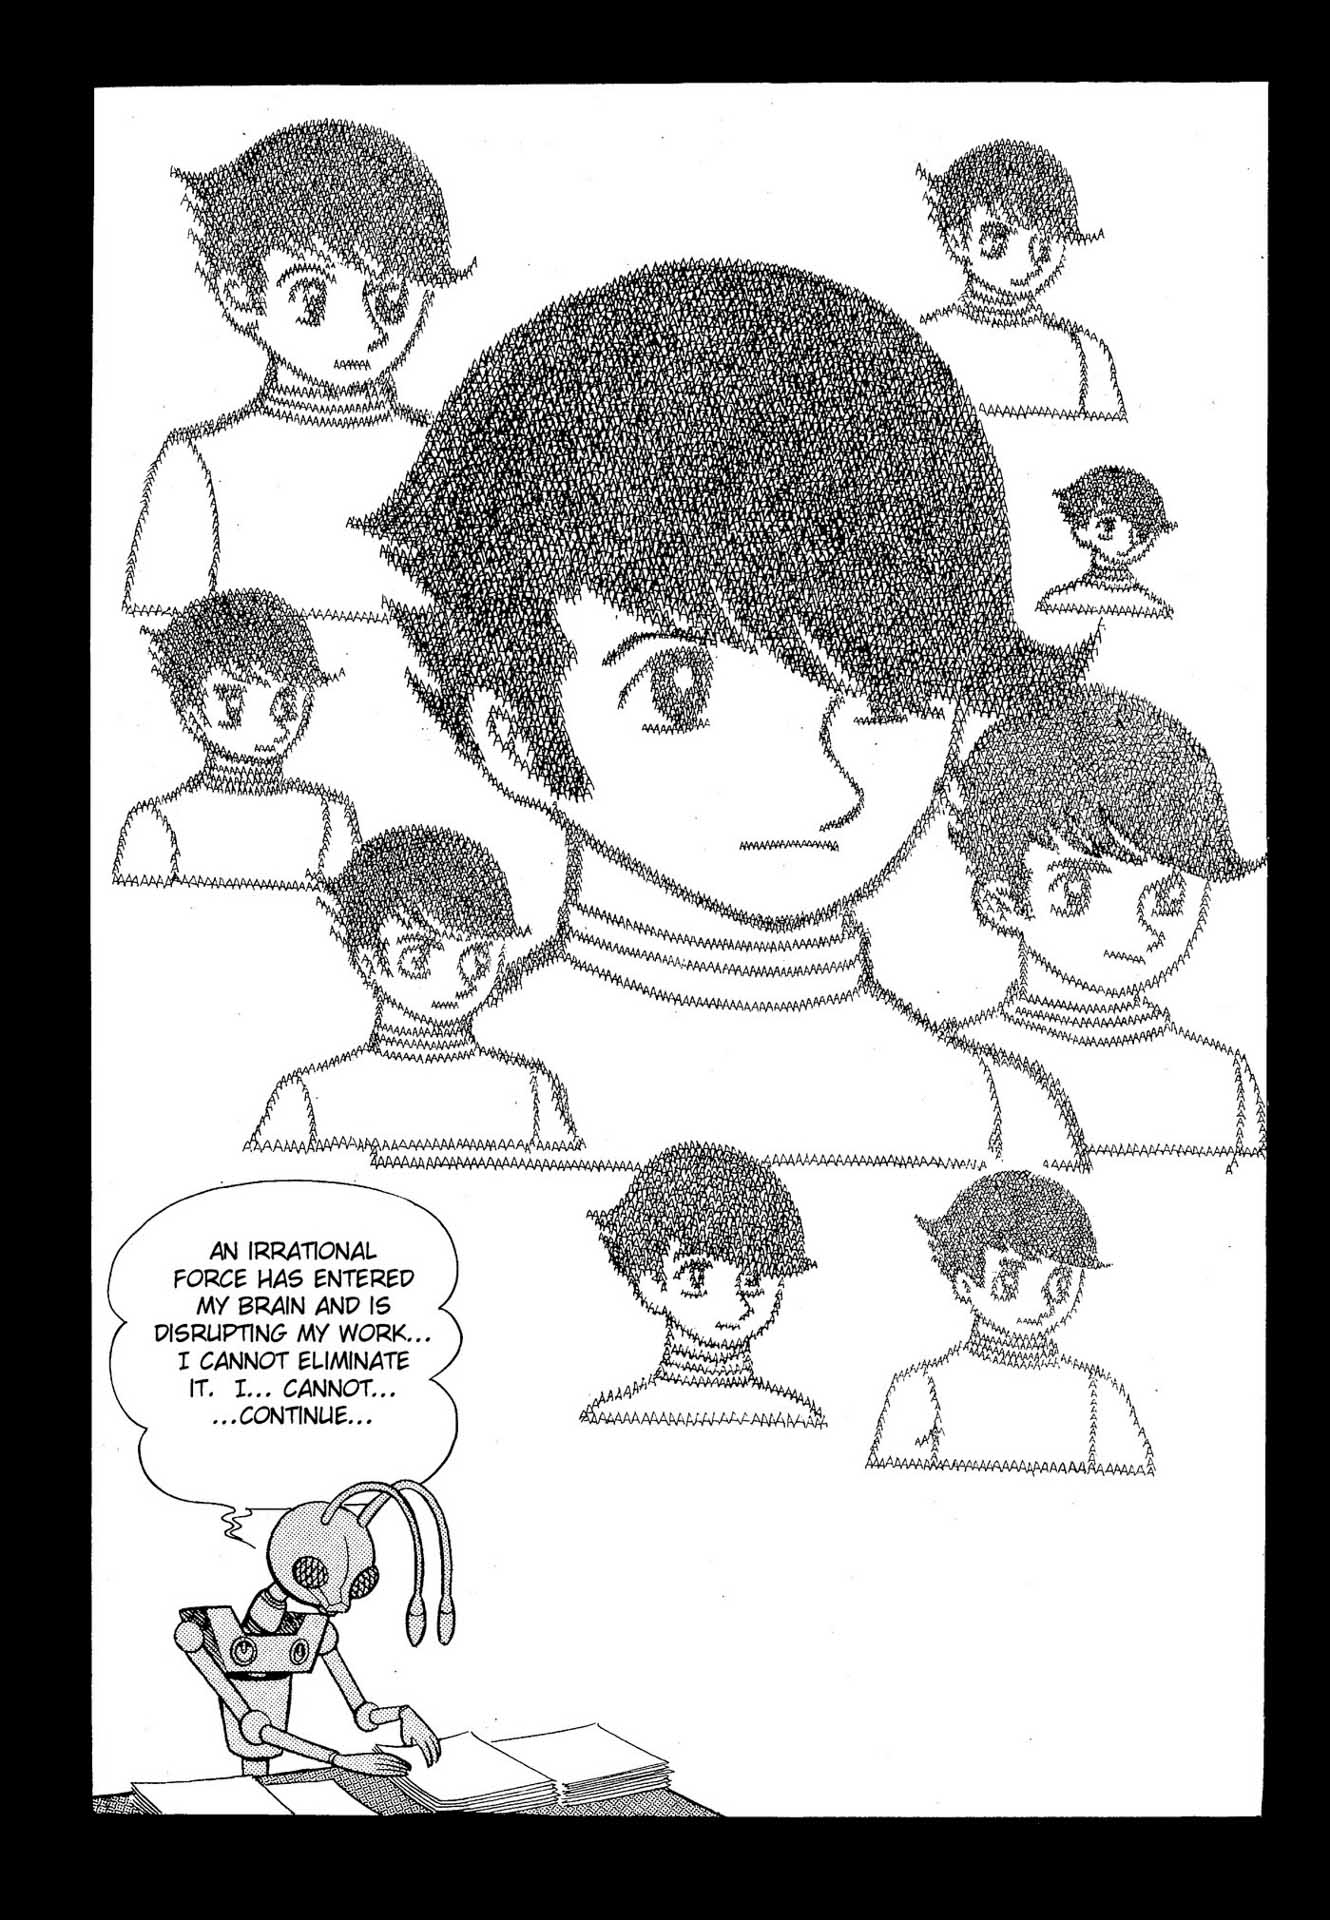 AN IRRATIONAL
FORCE HAS ENTERED
MY BRAIN AND IS
DISRUPTING MY WORK...
I CANNOT ELIMINATE
IT. I... CANNOT...
...CONTINUE...